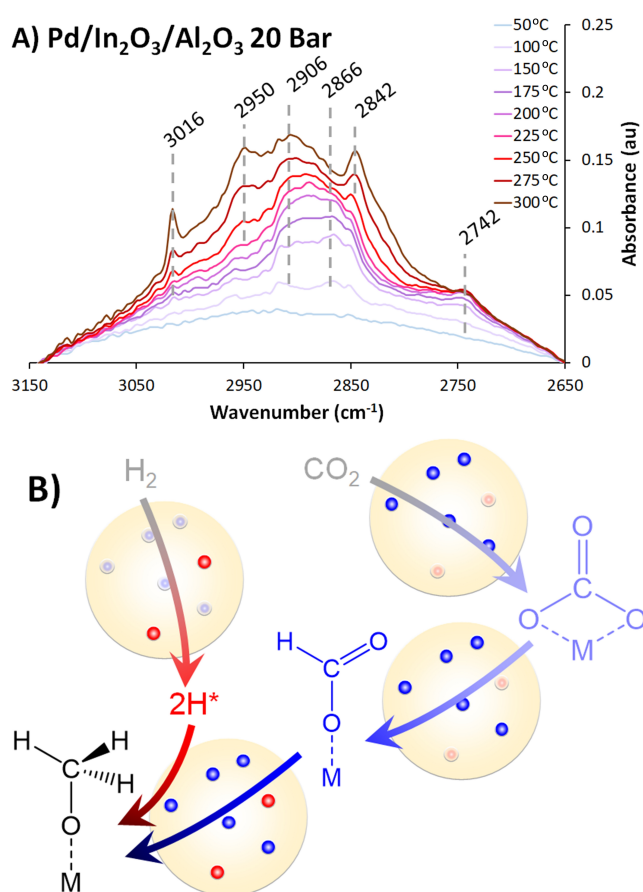 A) Pd/In₂O₃/Al₂O₃ 20 Bar
3016
2950
2906
2866
2842
2742
50°C
100°C
150°C
175°C
200°C
225°C
250°C
275°C
300°C
0.25
0.2
0.15
0.1
0.05
0
Absorbance (au)
3150 3050 2950 2850 2750 2650
Wavenumber (cm⁻¹)
B)
H₂
CO₂
O
O O
M
H O
O
M
2H*
H H
C H
O
M